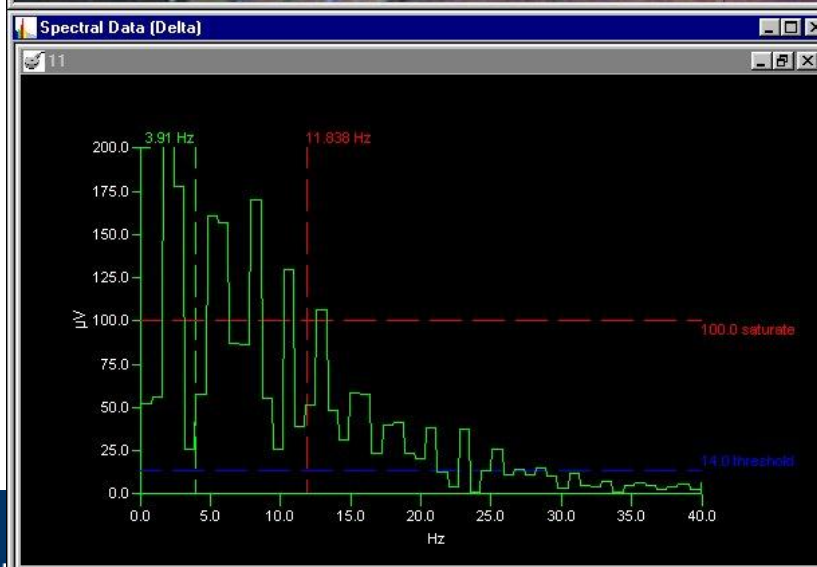 Spectral Data (Delta)
11
3.91 Hz
11.838 Hz
200.0
175.0
150.0
125.0
μV
100.0
100.0 saturate
75.0
50.0
25.0
14.0 threshold
0.0
0.0 5.0 10.0 15.0 20.0 25.0 30.0 35.0 40.0
Hz